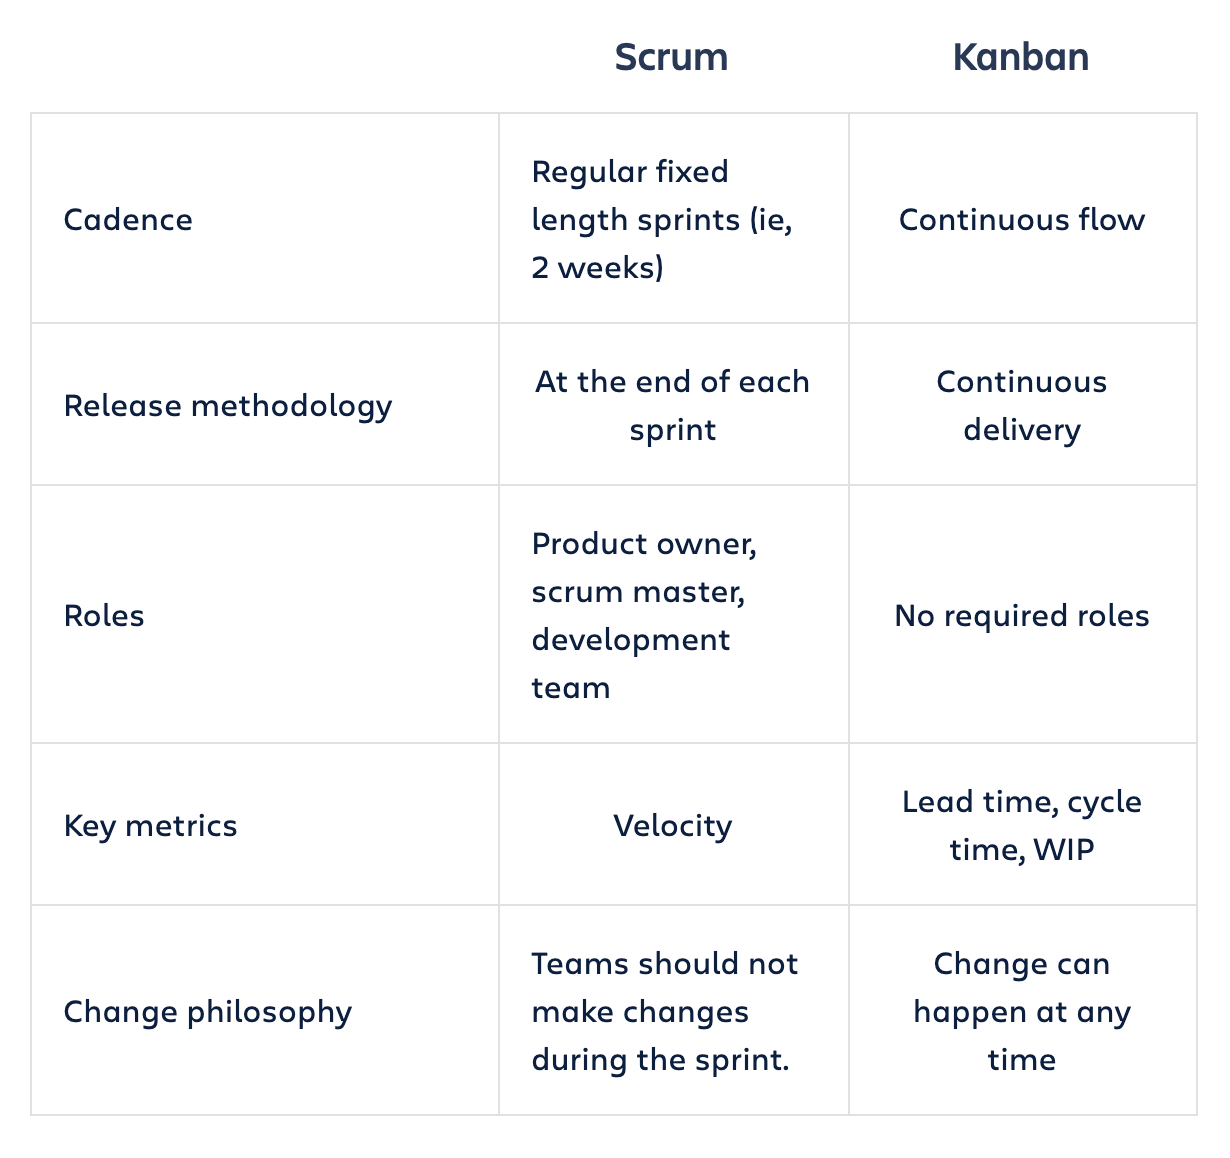 Scrum Kanban
Cadence
Regular fixed
length sprints (ie,
2 weeks)
Continuous flow
Release methodology
At the end of each
sprint
Continuous
delivery
Roles
Product owner,
scrum master,
development
team
No required roles
Key metrics
Velocity
Lead time, cycle
time, WIP
Change philosophy
Teams should not
make changes
during the sprint.
Change can
happen at any
time